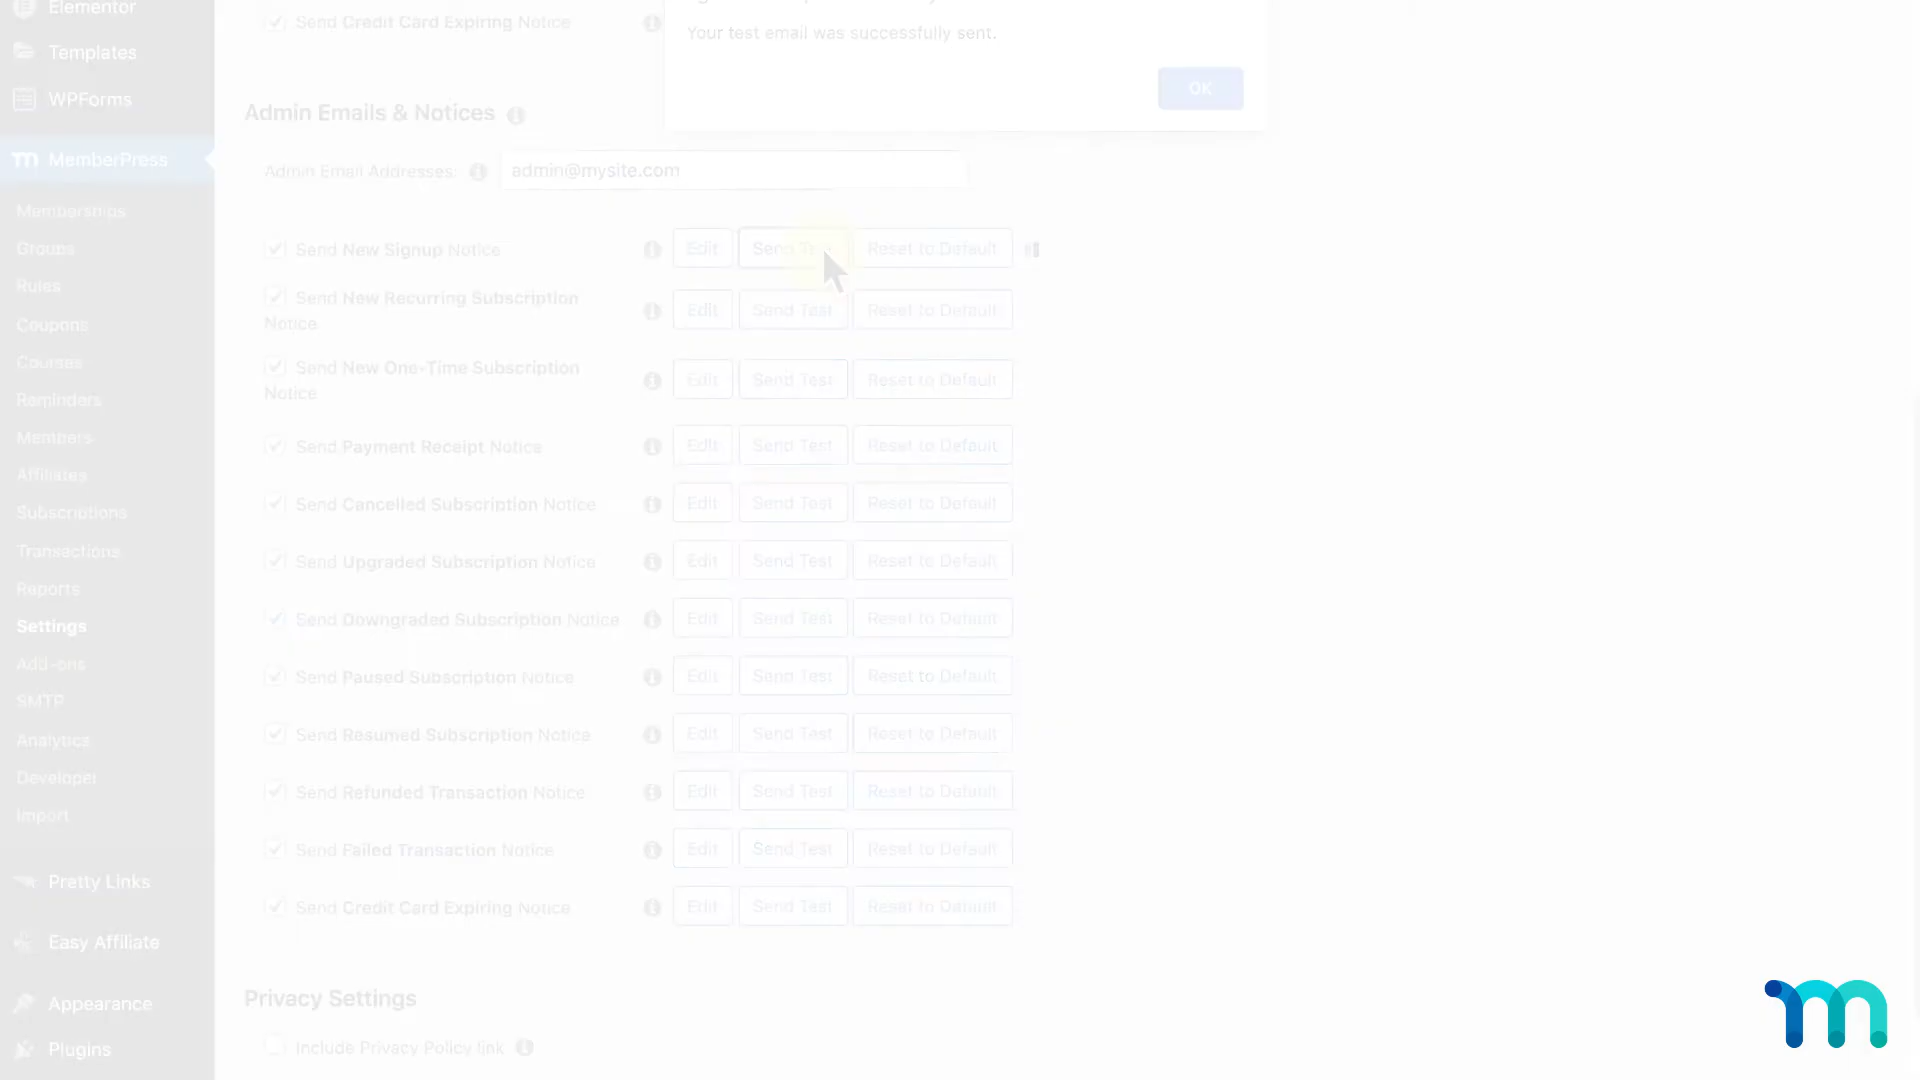 Elementor
Templates
WPForms
MemberPress
Memberships
Groups
Rules
Coupons
Courses
Reminders
Members
Affiliates
Subscriptions
Transactions
Reports
Settings
Add-ons
SMTP
Analytics
Developer
Import
Pretty Links
Easy Affiliate
Appearance
Plugins
Send Credit Card Expiring Notice
Your test email was successfully sent.
OK
Admin Emails & Notices
Admin Email Addresses: admin@mysite.com
Send New Signup Notice Edit Send Test Reset to Default
Send New Recurring Subscription
Notice Edit Send Test Reset to Default
Send New One-Time Subscription
Notice Edit Send Test Reset to Default
Send Payment Receipt Notice Edit Send Test Reset to Default
Send Cancelled Subscription Notice Edit Send Test Reset to Default
Send Upgraded Subscription Notice Edit Send Test Reset to Default
Send Downgraded Subscription Notice Edit Send Test Reset to Default
Send Paused Subscription Notice Edit Send Test Reset to Default
Send Resumed Subscription Notice Edit Send Test Reset to Default
Send Refunded Transaction Notice Edit Send Test Reset to Default
Send Failed Transaction Notice Edit Send Test Reset to Default
Send Credit Card Expiring Notice Edit Send Test Reset to Default
Privacy Settings
Include Privacy Policy link